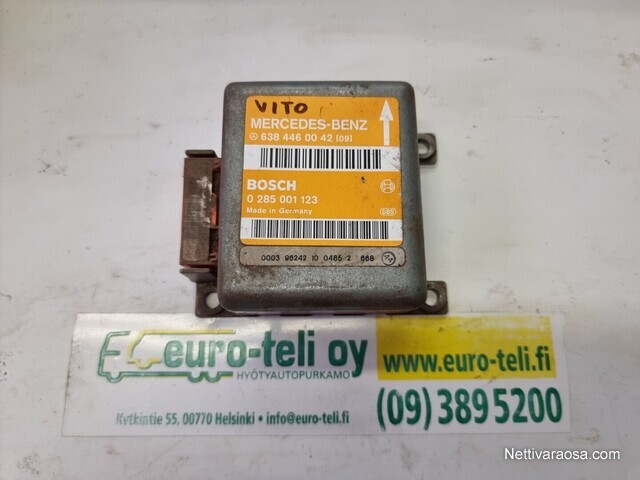 VITO
MERCEDES-BENZ
638 446 00 42 [09]
BOSCH
0 285 001 123
Made in Germany
0003 96242 10 0485 2 668
euro-teli oy
HYÖTYAUTOPURKAMO
www.euro-teli.fi
Kytkintie 55, 00770 Helsinki • info@euro-teli.fi
(09) 389 5200
Nettivaraosa.com